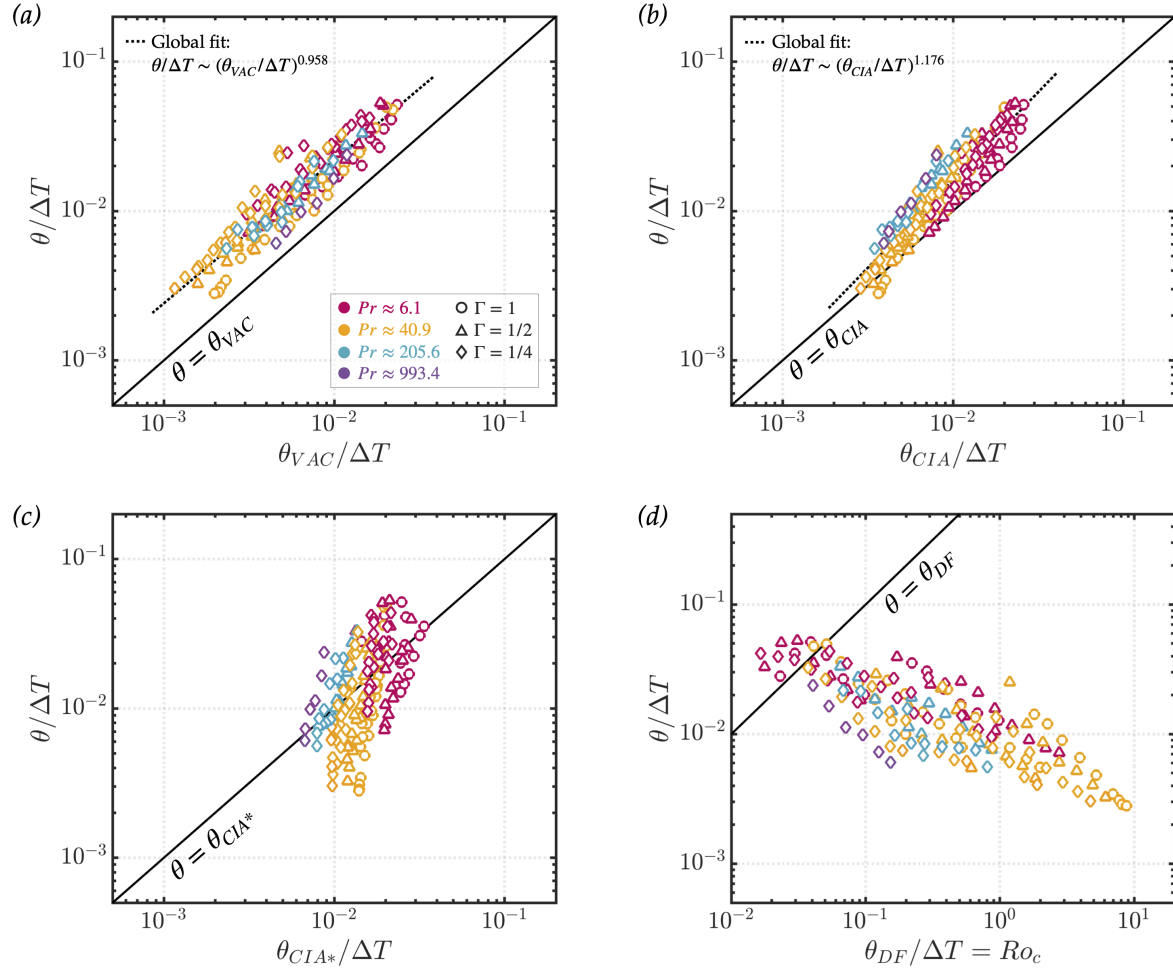 (a)
Global fit:
θ/ΔT ∼ (θ_VAC/ΔT)^0.958
10^-1
10^-2
10^-3
θ/ΔT
θ = θ_VAC
Pr ≈ 6.1
Γ = 1
Pr ≈ 40.9
Γ = 1/2
Pr ≈ 205.6
Γ = 1/4
Pr ≈ 993.4
10^-3
10^-2
10^-1
θ_VAC/ΔT
(b)
Global fit:
θ/ΔT ∼ (θ_CIA/ΔT)^1.176
10^-1
10^-2
10^-3
θ/ΔT
θ = θ_CIA
10^-3
10^-2
10^-1
θ_CIA/ΔT
(c)
10^-1
10^-2
10^-3
θ/ΔT
θ = θ_CIA*
10^-3
10^-2
10^-1
θ_CIA*/ΔT
(d)
10^-1
10^-2
10^-3
θ/ΔT
θ = θ_DF
10^-2
10^-1
10^0
10^1
θ_DF/ΔT = Ro_c